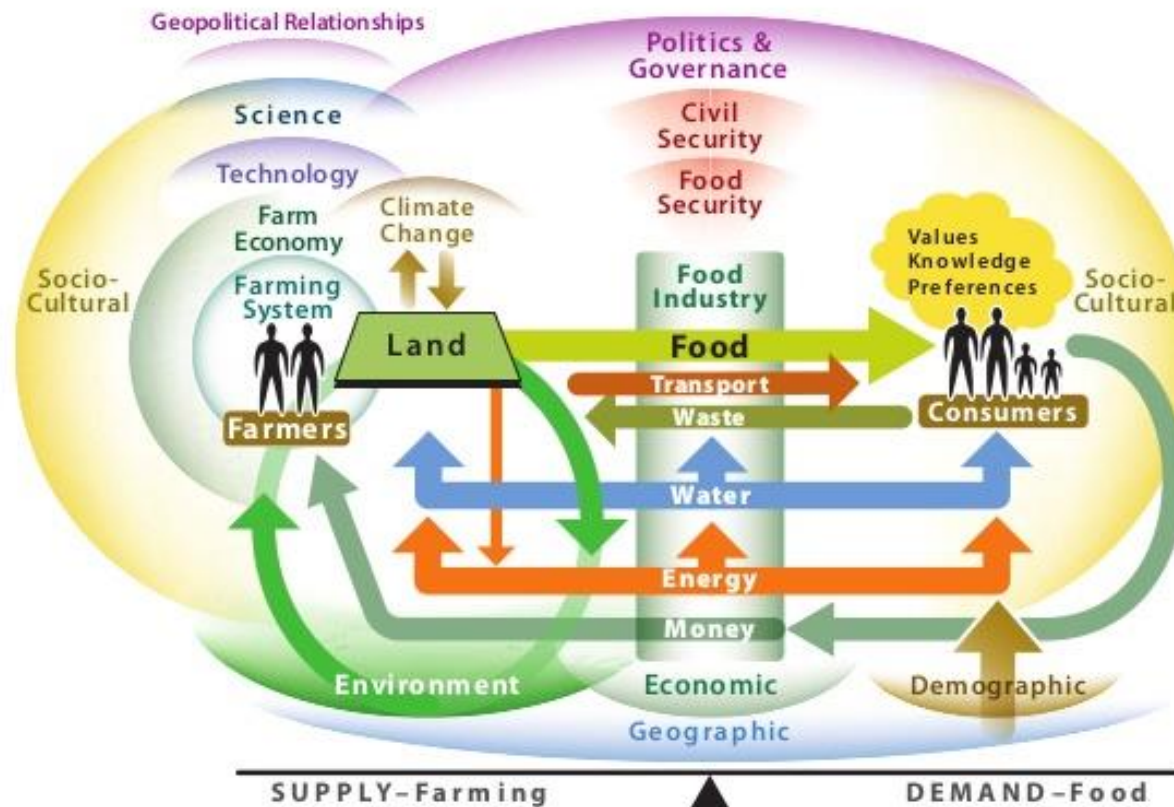 Geopolitical Relationships
Politics &
Governance
Science
Civil
Security
Technology
Food
Security
Climate
Change
Farm
Economy
Values
Knowledge
Preferences
Socio-
Cultural
Farming
System
Food
Industry
Socio-
Cultural
Land
Food
Transport
Waste
Consumers
Farmers
Water
Energy
Money
Environment
Economic
Demographic
Geographic
SUPPLY–Farming
DEMAND–Food